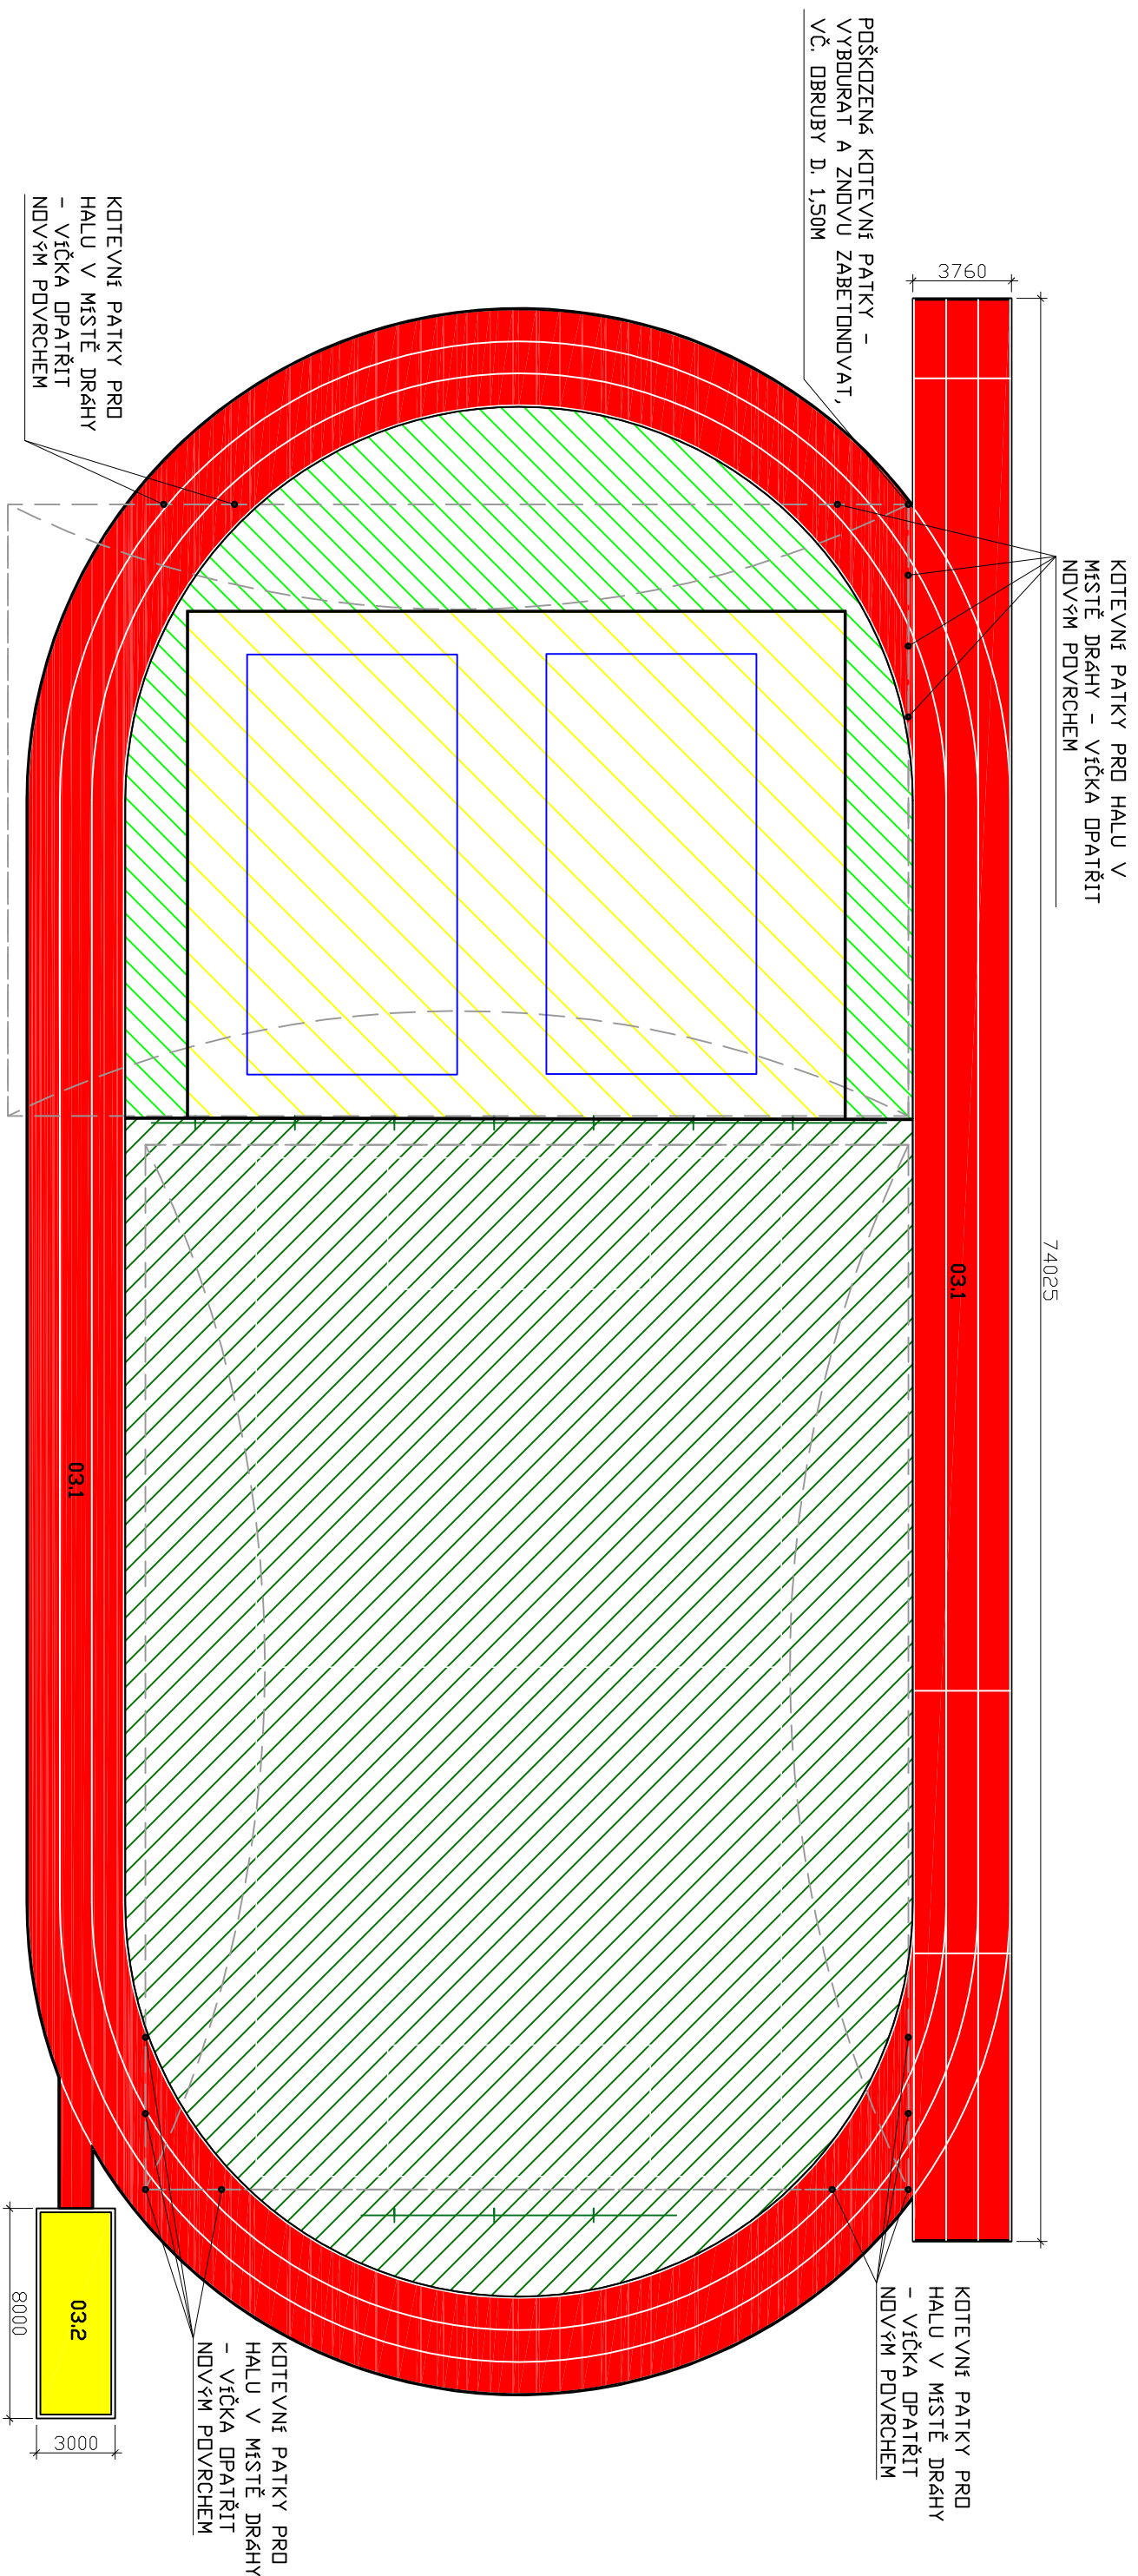 POŠKOZENÁ KOTEVNÍ PATKY –
VYBOURAT A ZNOVU ZABETONOVAT,
VČ. OBRUBY D. 1,50M
KOTEVNÍ PATKY PRO
HALU V MÍSTĚ DRÁHY
– VÍČKA OPATŘIT
NOVÝM POVRCHEM
3760
KOTEVNÍ PATKY PRO HALU V
MÍSTĚ DRÁHY – VÍČKA OPATŘIT
NOVÝM POVRCHEM
74025
03.1
03.1
KOTEVNÍ PATKY PRO
HALU V MÍSTĚ DRÁHY
– VÍČKA OPATŘIT
NOVÝM POVRCHEM
03.2
8000
3000
KOTEVNÍ PATKY PRO
HALU V MÍSTĚ DRÁHY
– VÍČKA OPATŘIT
NOVÝM POVRCHEM